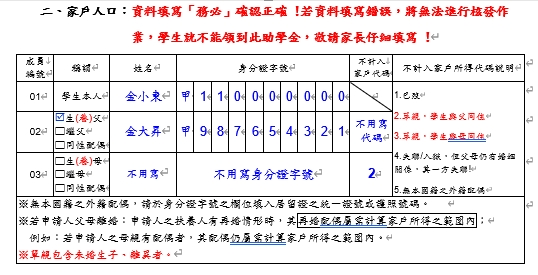 二、家戶人口：資料填寫「務必」確認正確！若資料填寫錯誤，將無法進行核發作
業，學生就不能領到此助學金，敬請家長仔細填寫！
成員編號 稱謂 姓名 身分證字號 不計入家戶代碼 不計入家戶所得代碼說明
01 學生本人 金小東 甲 1 1 0 0 0 0 0 0 0
02 ☑生(養)父 □繼父 □同性配偶 金大昇 甲 9 8 7 6 5 4 3 2 1 不用寫代碼
03 □生(養)母 □繼母 □同性配偶 不用寫 不用寫身分證字號 2
1.已歿
2.單親，學生與父同住
3.單親，學生與母同住
4.失聯/入獄，但父母仍有婚姻關係，其一方失聯
5.無本國籍之外籍配偶
※無本國籍之外籍配偶，請於身分證字號之欄位填入居留證之統一證號或護照號碼。
※若申請人父母離婚：申請人之扶養人有再婚情形時，其再婚配偶屬需計算家戶所得之範圍內；
例如：若申請人之母親有配偶者，其配偶仍屬需計算家戶所得之範圍內。
※單親包含未婚生子、離異者。